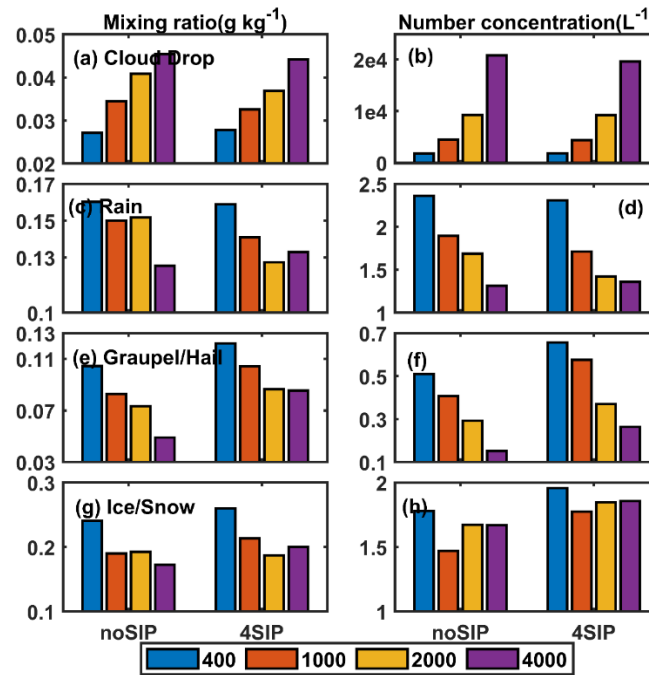 Mixing ratio(g kg⁻¹)
Number concentration(L⁻¹
0.05
0.04
0.03
0.02
(a) Cloud Drop
2e4
1e4
0
(b)
0.17
0.15
0.13
0.1
(c) Rain
2.5
2
1.5
1
(d)
0.13
0.11
0.07
0.03
(e) Graupel/Hail
0.7
0.5
0.3
0.1
(f)
0.3
0.2
0.1
(g) Ice/Snow
2
1.5
1
(h)
noSIP 4SIP
noSIP 4SIP
400 1000 2000 4000